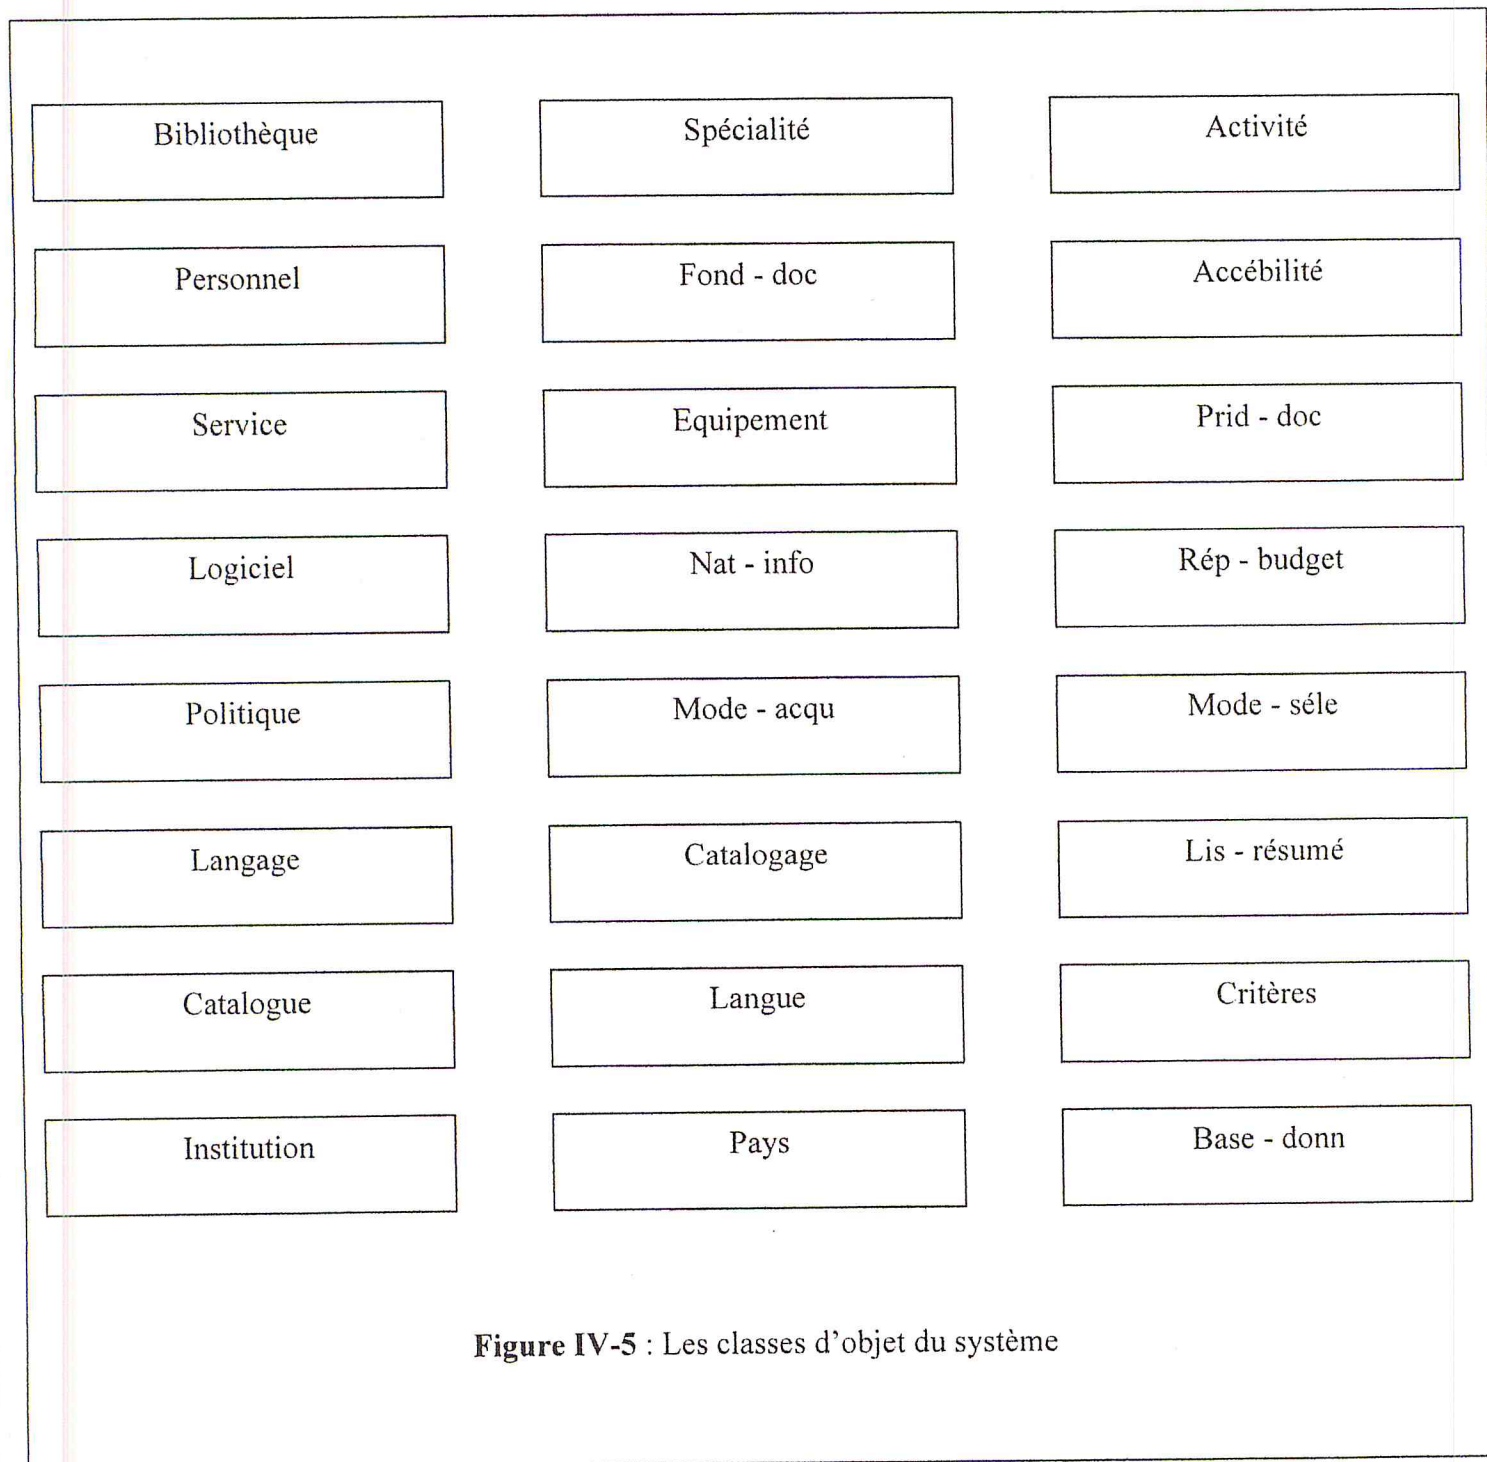 Bibliothèque Spécialité Activité
Personnel Fond - doc Accébilité
Service Equipement Prid - doc
Logiciel Nat - info Rép - budget
Politique Mode - acqu Mode - séle
Langage Catalogage Lis - résumé
Catalogue Langue Critères
Institution Pays Base - donn
Figure IV-5 : Les classes d’objet du système